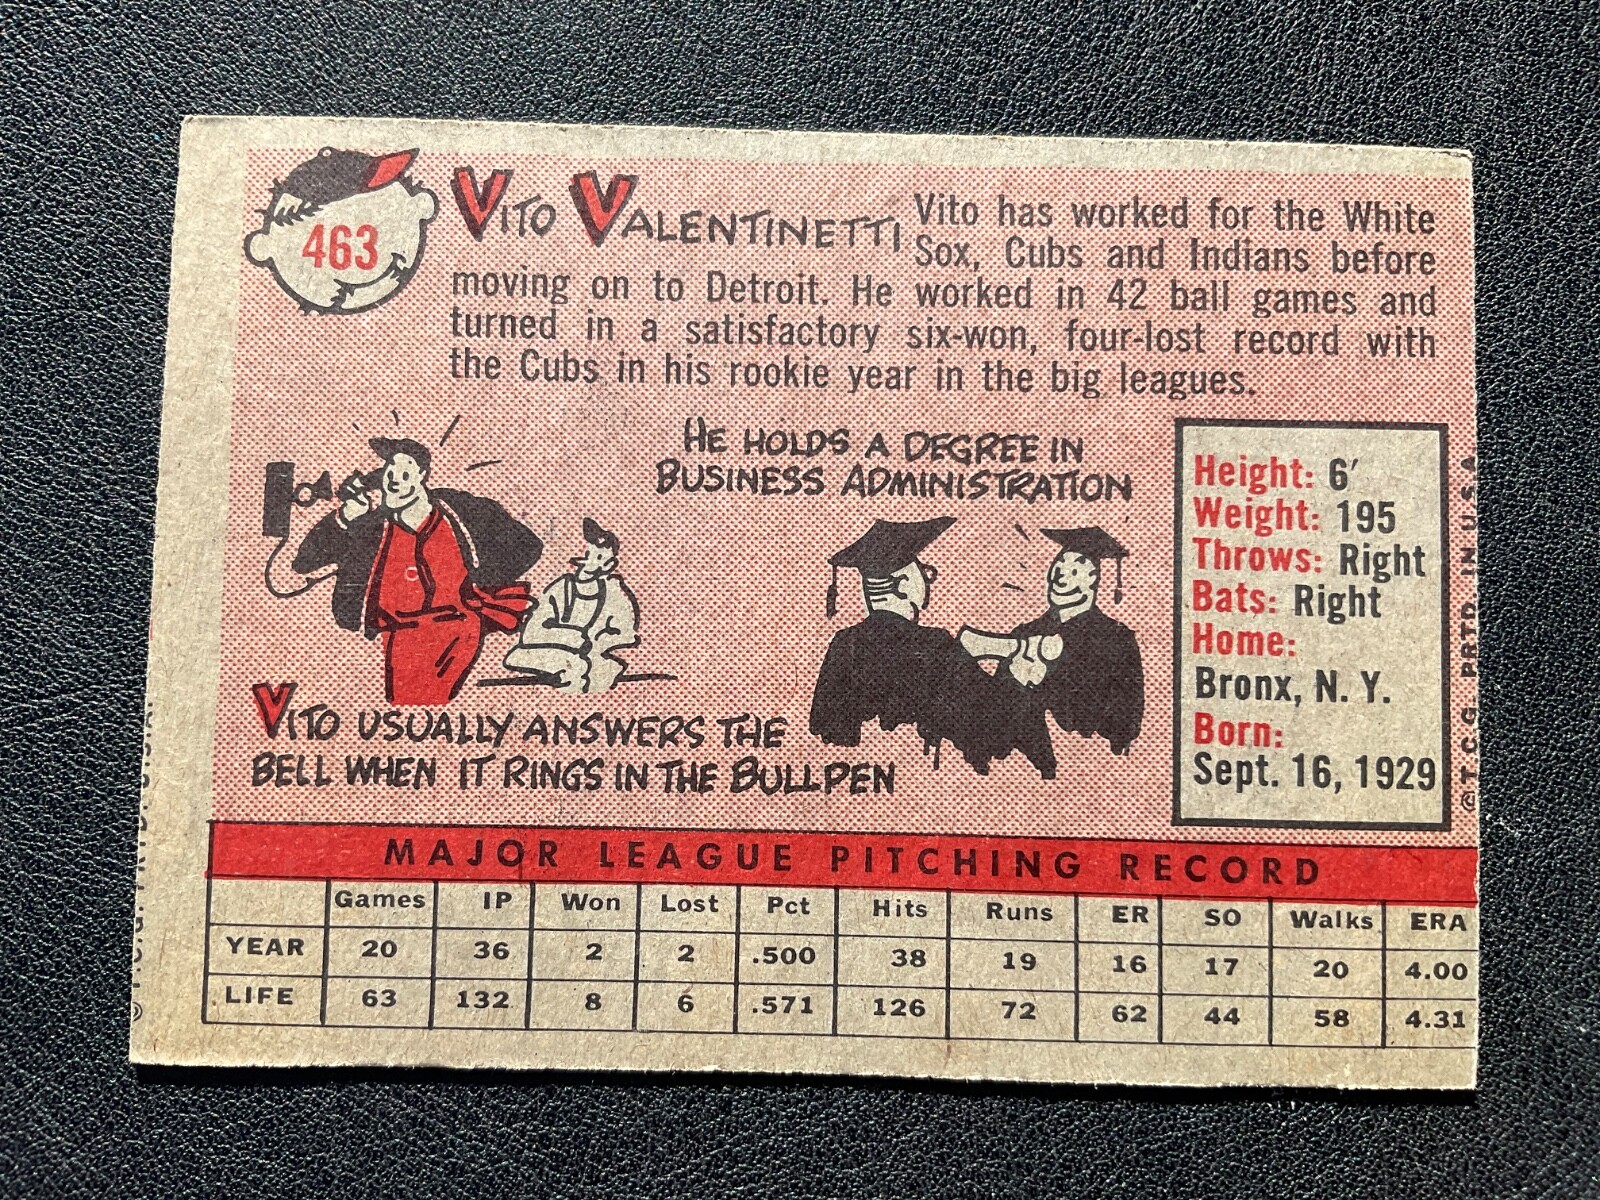 463
VITO VALENTINETTI
Vito has worked for the White
Sox, Cubs and Indians before
moving on to Detroit. He worked in 42 ball games and
turned in a satisfactory six-won, four-lost record with
the Cubs in his rookie year in the big leagues.
HE HOLDS A DEGREE IN
BUSINESS ADMINISTRATION
VITO USUALLY ANSWERS THE
BELL WHEN IT RINGS IN THE BULLPEN
Height: 6′
Weight: 195
Throws: Right
Bats: Right
Home:
Bronx, N. Y.
Born:
Sept. 16, 1929
© T.C.G. PRTD. IN U.S.A.
MAJOR LEAGUE PITCHING RECORD
Games IP Won Lost Pct Hits Runs ER SO Walks ERA
YEAR 20 36 2 2 .500 38 19 16 17 20 4.00
LIFE 63 132 8 6 .571 126 72 62 44 58 4.31